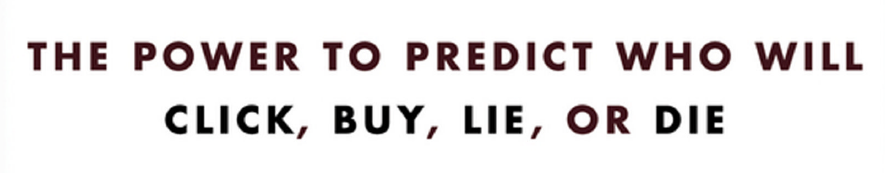 THE POWER TO PREDICT WHO WILL
CLICK, BUY, LIE, OR DIE